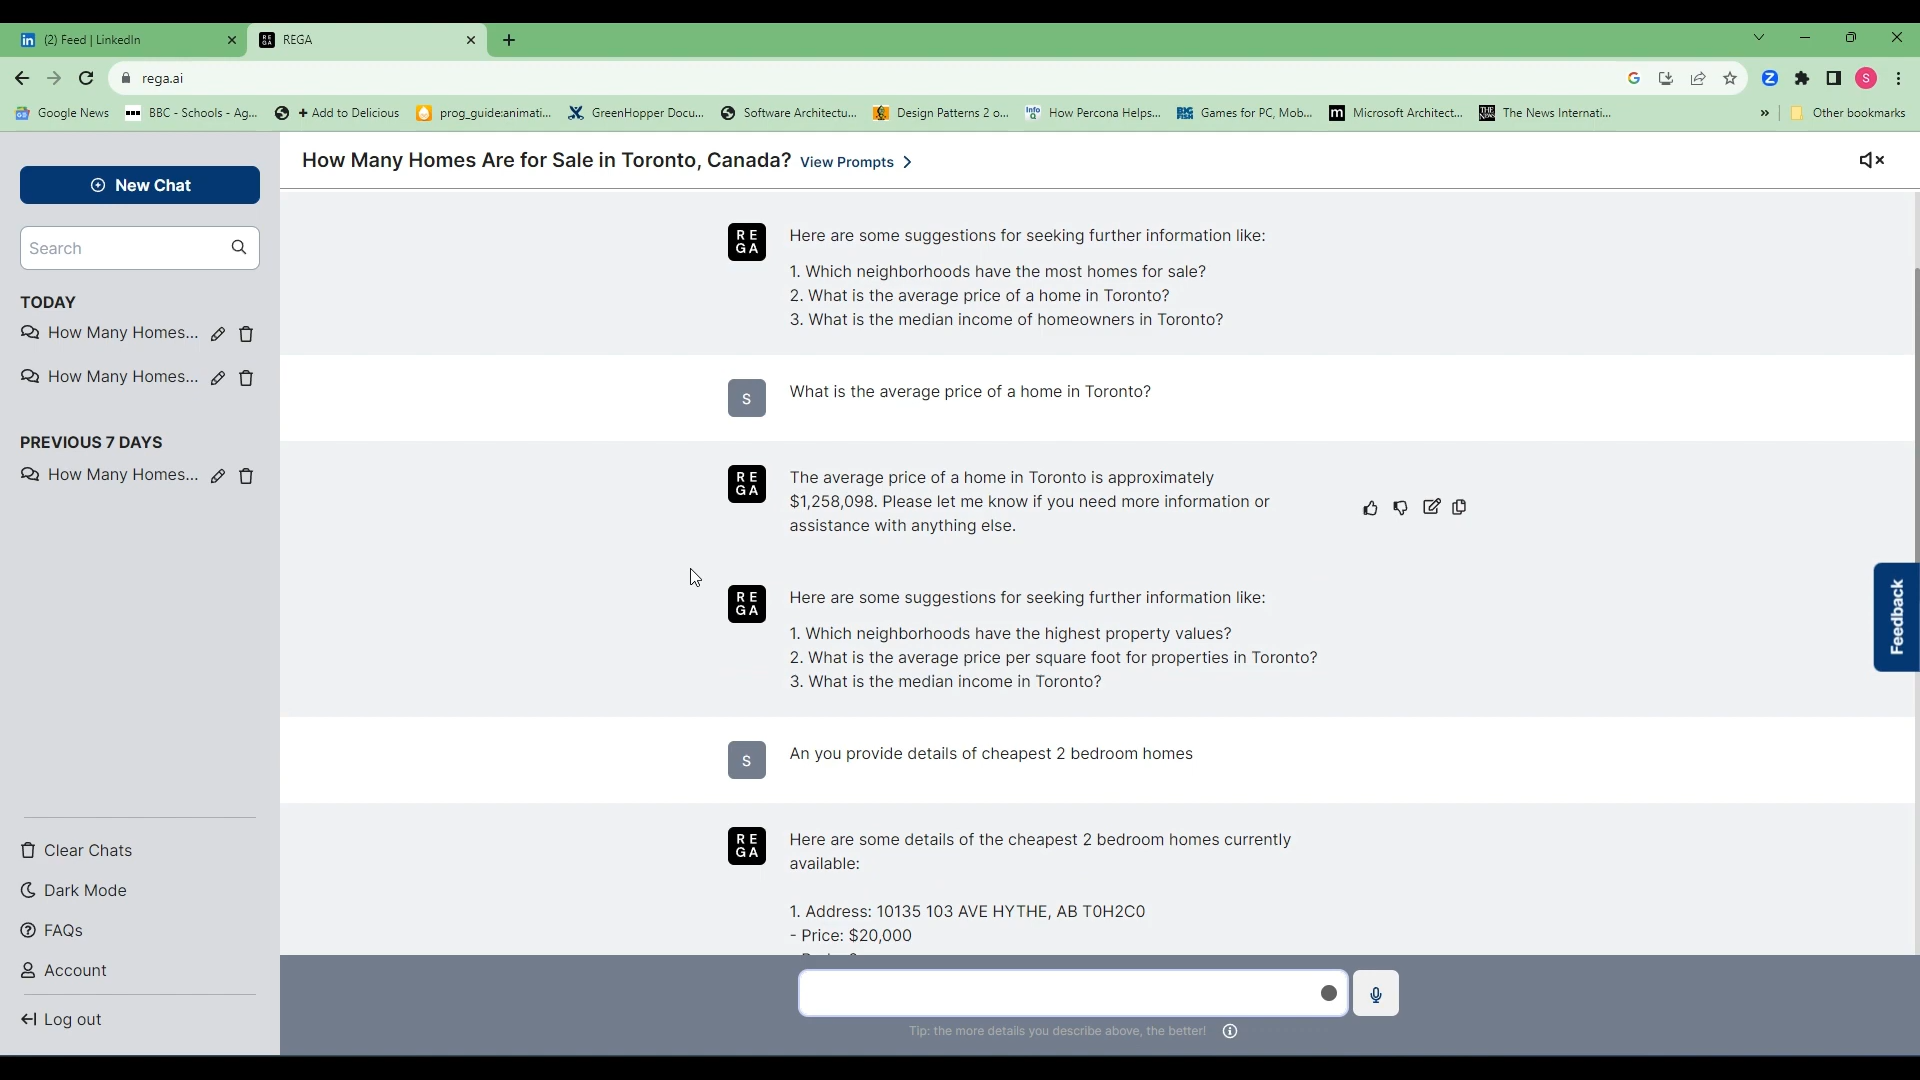 (2) Feed | LinkedIn
REGA
rega.ai
S
Google News
BBC - Schools - Ag...
+ Add to Delicious
prog_guide:animati...
GreenHopper Docu...
Software Architectu...
Design Patterns 2 o...
How Percona Helps...
Games for PC, Mob...
Microsoft Architect...
The News Internati...
»
Other bookmarks
New Chat
Search
TODAY
How Many Homes...
How Many Homes...
PREVIOUS 7 DAYS
How Many Homes...
Clear Chats
Dark Mode
FAQs
Account
Log out
How Many Homes Are for Sale in Toronto, Canada? View Prompts
RE
GA
Here are some suggestions for seeking further information like:
1. Which neighborhoods have the most homes for sale?
2. What is the average price of a home in Toronto?
3. What is the median income of homeowners in Toronto?
S
What is the average price of a home in Toronto?
RE
GA
The average price of a home in Toronto is approximately
$1,258,098. Please let me know if you need more information or
assistance with anything else.
RE
GA
Here are some suggestions for seeking further information like:
1. Which neighborhoods have the highest property values?
2. What is the average price per square foot for properties in Toronto?
3. What is the median income in Toronto?
S
An you provide details of cheapest 2 bedroom homes
RE
GA
Here are some details of the cheapest 2 bedroom homes currently
available:
1. Address: 10135 103 AVE HYTHE, AB T0H2C0
- Price: $20,000
Tip: the more details you describe above, the better!
Feedback